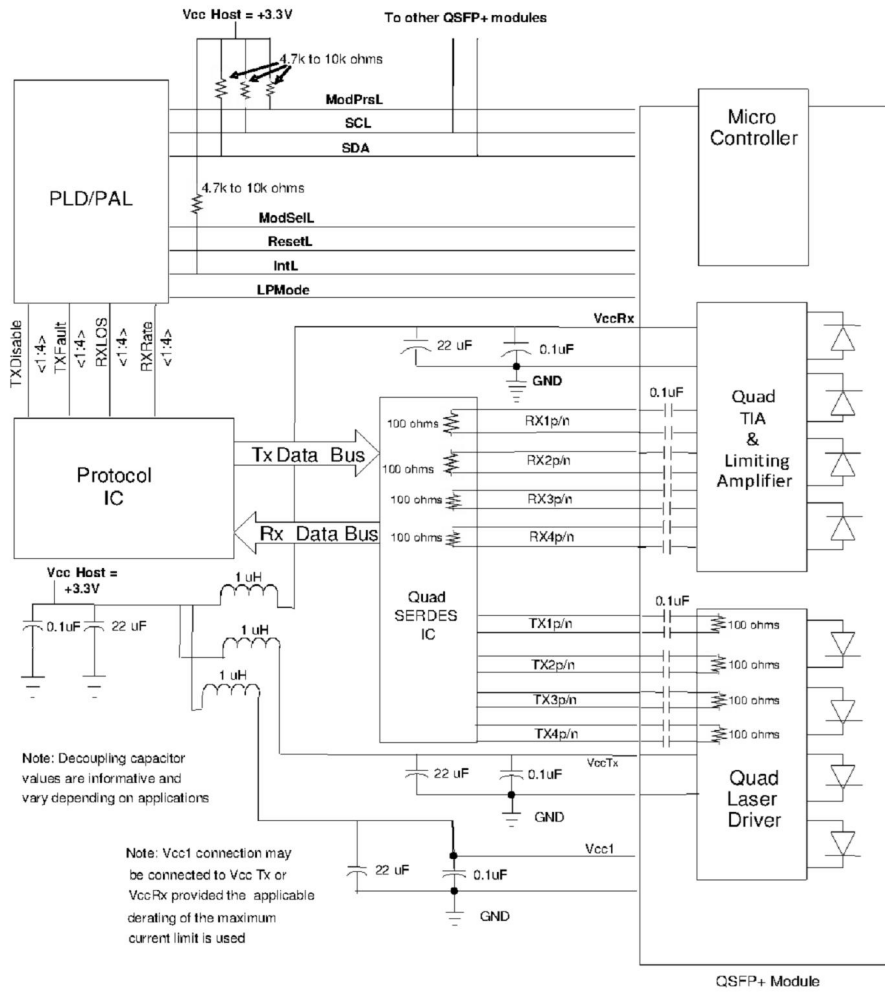 Vcc Host = +3.3V
To other QSFP+ modules
4.7k to 10k ohms
ModPrsL
SCL
SDA
Micro
Controller
PLD/PAL
4.7k to 10k ohms
ModSelL
ResetL
IntL
LPMode
TXDisable
<1:4>
TXFault
<1:4>
RXLOS
<1:4>
RXRate
<1:4>
VccRx
22 uF
0.1uF
GND
0.1uF
Quad
TIA
&
Limiting
Amplifier
100 ohms
RX1p/n
100 ohms
RX2p/n
100 ohms
RX3p/n
100 ohms
RX4p/n
Protocol
IC
Tx Data Bus
Rx Data Bus
Vcc Host =
+3.3V
1 uH
0.1uF
22 uF
1 uH
1 uH
Quad
SERDES
IC
0.1uF
TX1p/n
100 ohms
TX2p/n
100 ohms
TX3p/n
100 ohms
TX4p/n
100 ohms
VccTx
22 uF
0.1uF
GND
Quad
Laser
Driver
Note: Decoupling capacitor
values are informative and
vary depending on applications
Note: Vcc1 connection may
be connected to Vcc Tx or
VccRx provided the applicable
derating of the maximum
current limit is used
Vcc1
22 uF
0.1uF
GND
QSFP+ Module